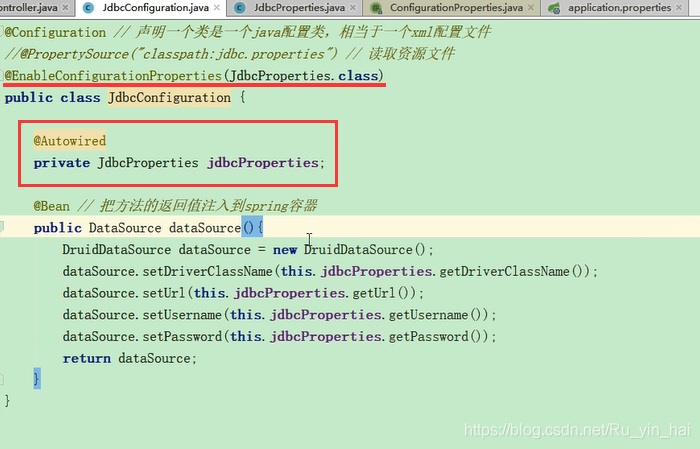 ontroller.java × JdbcConfiguration.java × JdbcProperties.java × ConfigurationProperties.java × application.properties ×
@Configuration // 声明一个类是一个java配置类，相当于一个xml配置文件
//@PropertySource("classpath:jdbc.properties") // 读取资源文件
@EnableConfigurationProperties(JdbcProperties.class)
public class JdbcConfiguration {
@Autowired
private JdbcProperties jdbcProperties;
@Bean // 把方法的返回值注入到spring容器
public DataSource dataSource(){
DruidDataSource dataSource = new DruidDataSource();
dataSource.setDriverClassName(this.jdbcProperties.getDriverClassName());
dataSource.setUrl(this.jdbcProperties.getUrl());
dataSource.setUsername(this.jdbcProperties.getUsername());
dataSource.setPassword(this.jdbcProperties.getPassword());
return dataSource;
}
}
https://blog.csdn.net/Ru_yin_hai